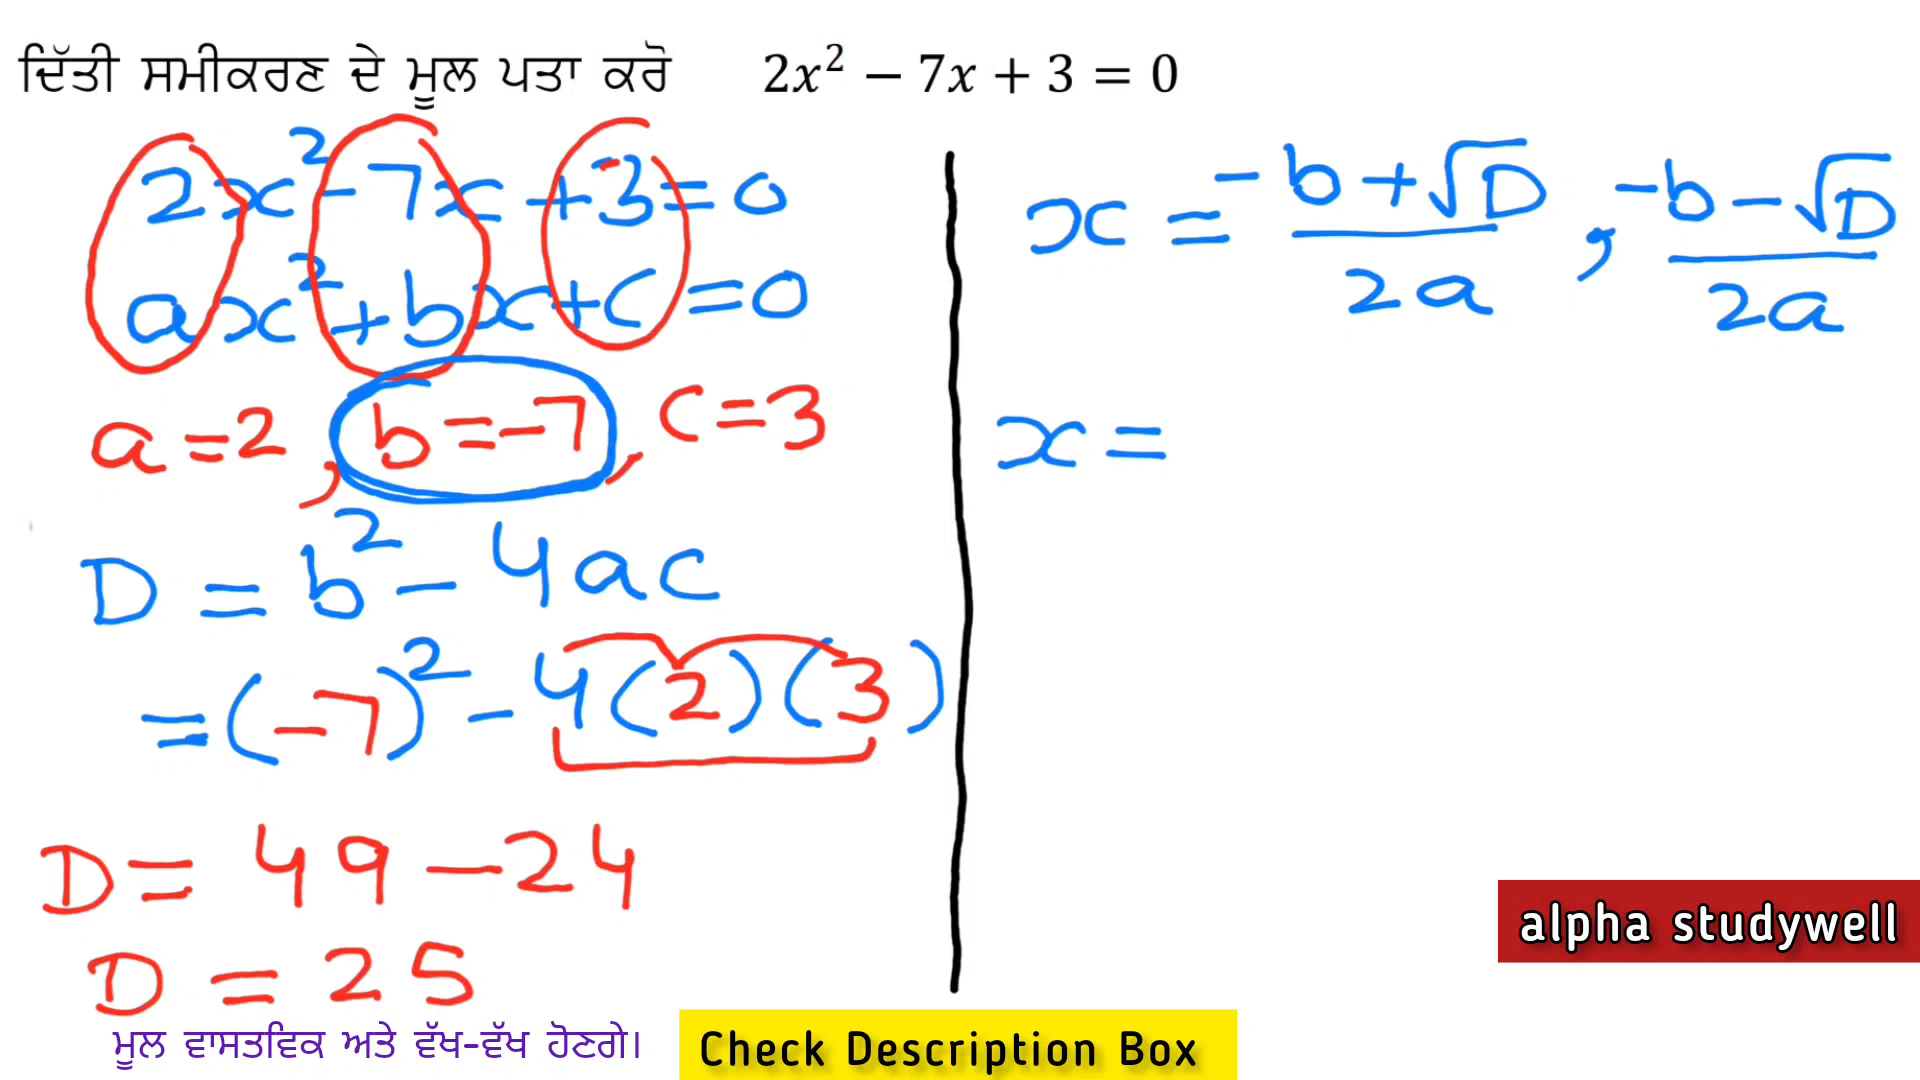 ਦਿੱਤੀ ਸਮੀਕਰਣ ਦੇ ਮੂਲ ਪਤਾ ਕਰੋ 2x² − 7x + 3 = 0
2x² - 7x + 3 = 0
ax² + bx + c = 0
a = 2 , b = -7 , c = 3
D = b² - 4ac
= (-7)² - 4(2)(3)
D = 49 - 24
D = 25
ਮੂਲ ਵਾਸਤਵਿਕ ਅਤੇ ਵੱਖ-ਵੱਖ ਹੋਣਗੇ।
x = (-b + √D)/2a , (-b - √D)/2a
x =
alpha studywell
Check Description Box